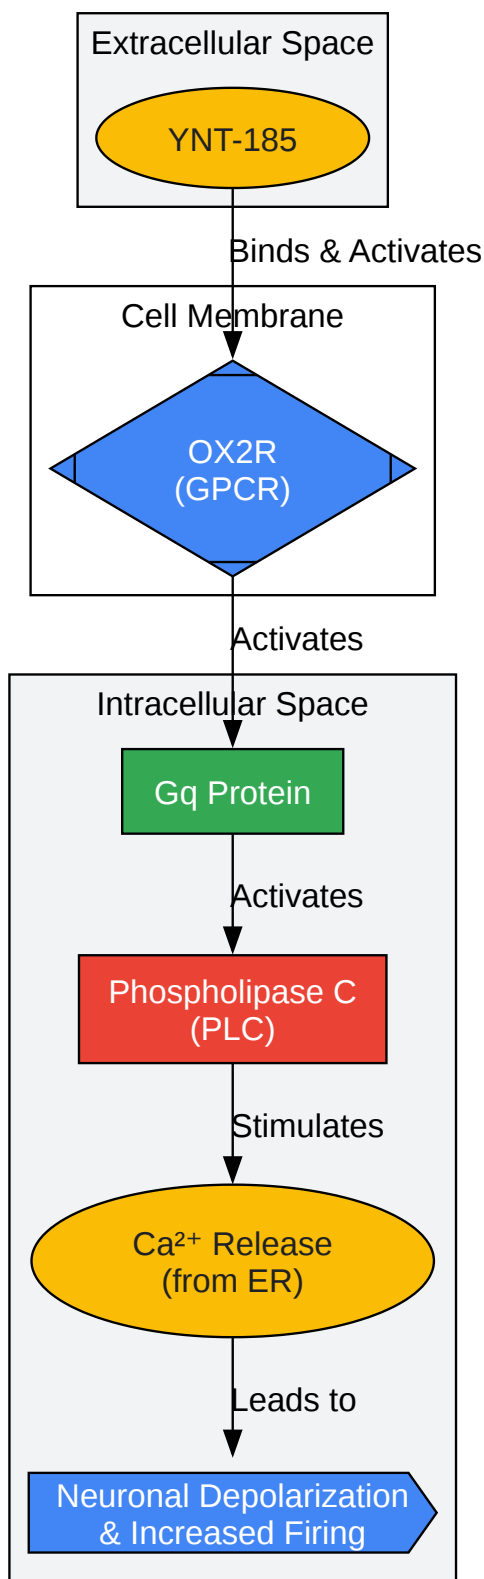 Extracellular Space
YNT-185
Binds & Activates
Cell Membrane
OX2R
(GPCR)
Activates
Intracellular Space
Gq Protein
Activates
Phospholipase C
(PLC)
Stimulates
Ca²⁺ Release
(from ER)
Leads to
Neuronal Depolarization
& Increased Firing